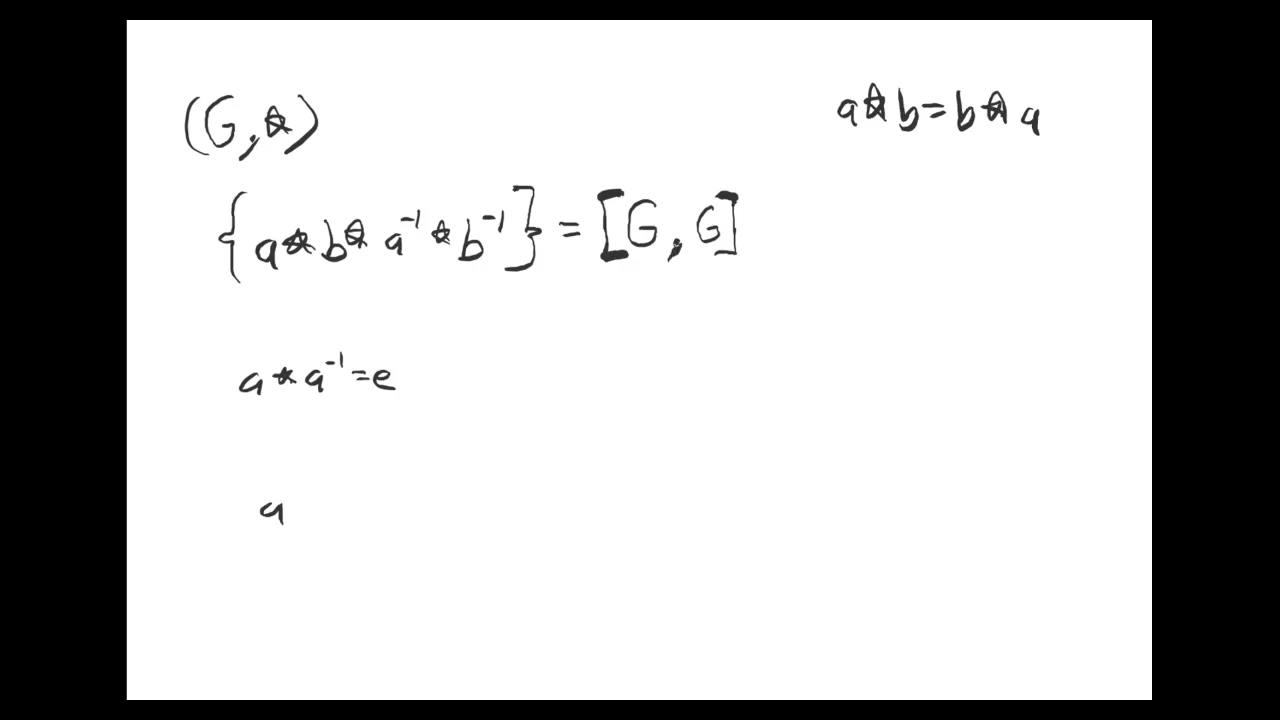 (G,☆)
a☆b=b☆a
{a☆b☆a⁻¹☆b⁻¹} = [G,G]
a☆a⁻¹=e
a